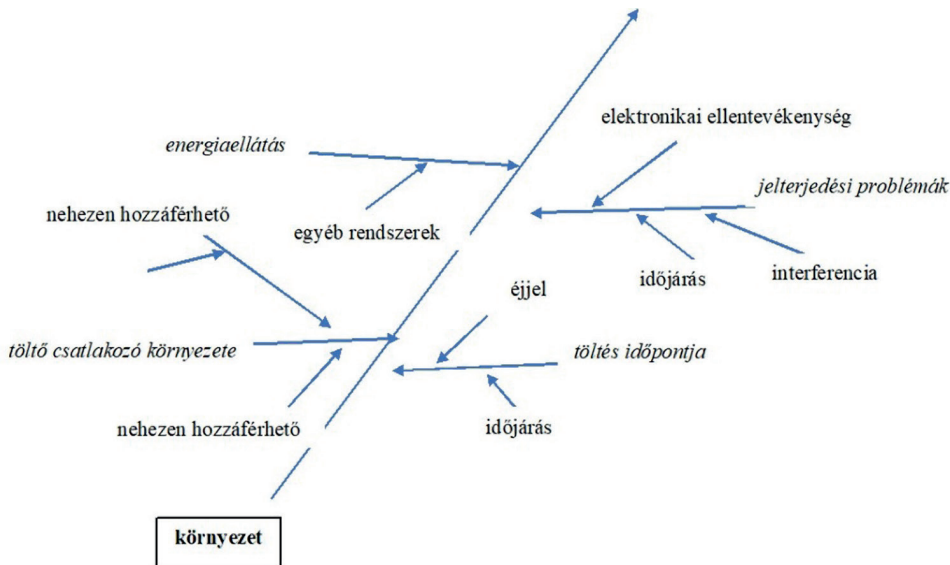 elektronikai ellentevékenység
energiaellátás
jelterjedési problémák
nehezen hozzáférhető
egyéb rendszerek
időjárás
interferencia
éjjel
töltő csatlakozó környezete
töltés időpontja
nehezen hozzáférhető
időjárás
környezet